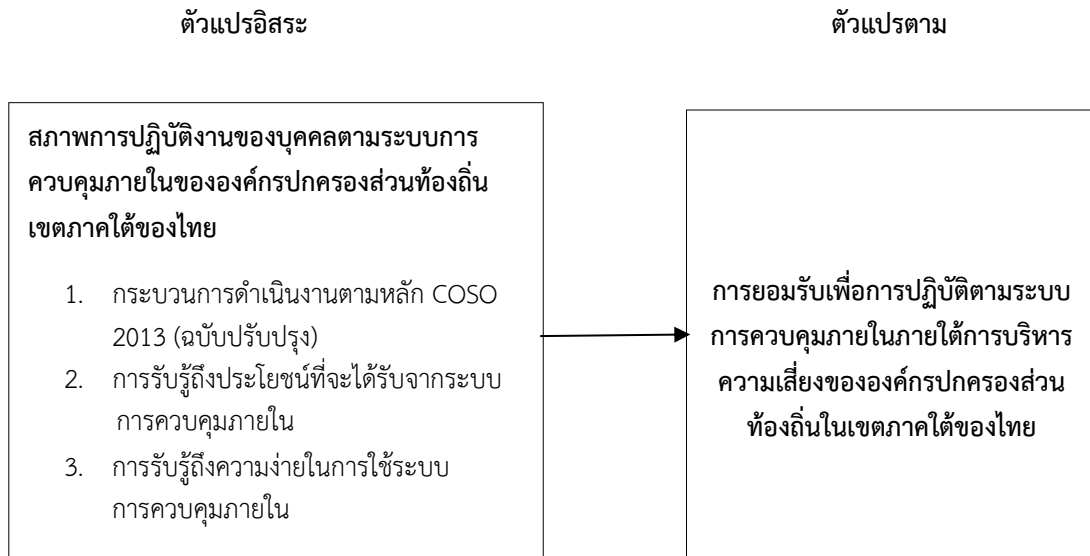 ตัวแปรอิสระ
ตัวแปรตาม
สภาพการปฏิบัติงานของบุคคลตามระบบการ
ควบคุมภายในขององค์กรปกครองส่วนท้องถิ่น
เขตภาคใต้ของไทย
1. กระบวนการดำเนินงานตามหลัก COSO
2013 (ฉบับปรับปรุง)
2. การรับรู้ถึงประโยชน์ที่จะได้รับจากระบบ
การควบคุมภายใน
3. การรับรู้ถึงความง่ายในการใช้ระบบ
การควบคุมภายใน
การยอมรับเพื่อการปฏิบัติตามระบบ
การควบคุมภายในภายใต้การบริหาร
ความเสี่ยงขององค์กรปกครองส่วน
ท้องถิ่นในเขตภาคใต้ของไทย